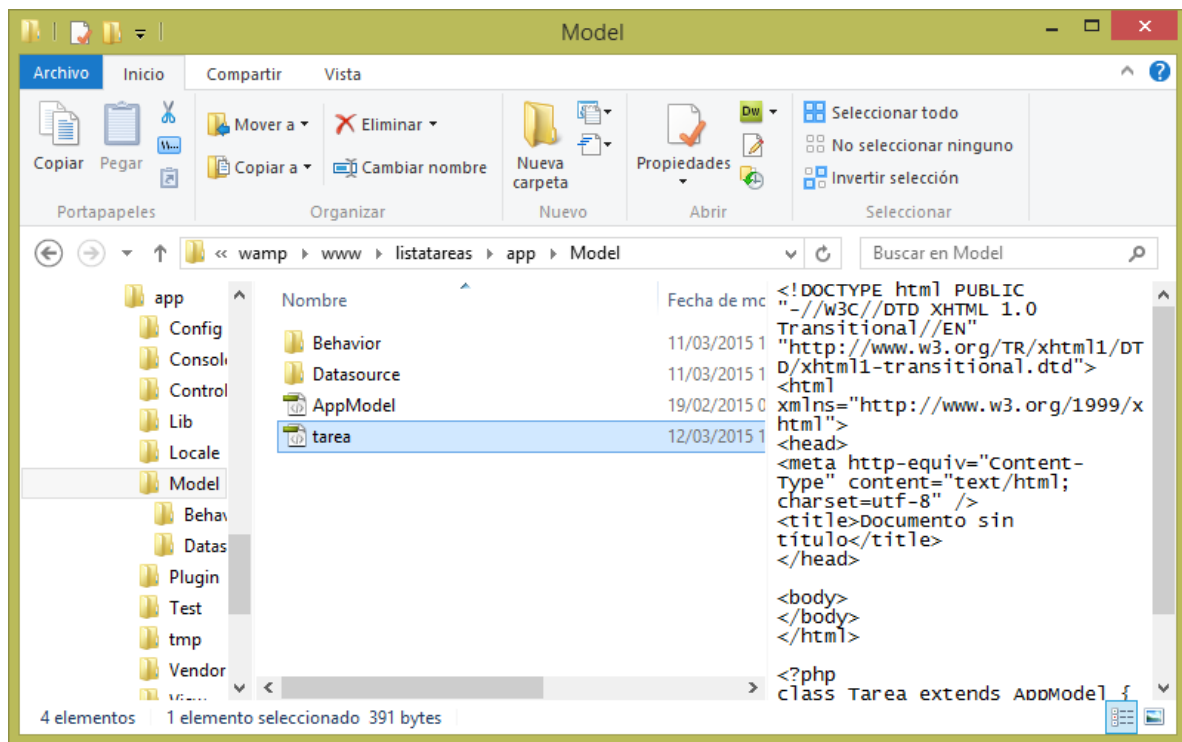 Model
Archivo Inicio Compartir Vista
Copiar Pegar Mover a Eliminar Nueva carpeta Propiedades Dw Seleccionar todo
Copiar a Cambiar nombre No seleccionar ninguno
Invertir selección
Portapapeles Organizar Nuevo Abrir Seleccionar
« wamp www listatareas app Model Buscar en Model
app
Config
Consol
Control
Lib
Locale
Model
Behav
Datas
Plugin
Test
tmp
Vendor
View
Nombre Fecha de mo
Behavior 11/03/2015 1
Datasource 11/03/2015 1
AppModel 19/02/2015 0
tarea 12/03/2015 1
<!DOCTYPE html PUBLIC
"-//W3C//DTD XHTML 1.0
Transitional//EN"
"http://www.w3.org/TR/xhtml1/DT
D/xhtml1-transitional.dtd">
<html
xmlns="http://www.w3.org/1999/x
html">
<head>
<meta http-equiv="Content-
Type" content="text/html;
charset=utf-8" />
<title>Documento sin
título</title>
</head>
<body>
</body>
</html>
<?php
class Tarea extends AppModel {
4 elementos 1 elemento seleccionado 391 bytes